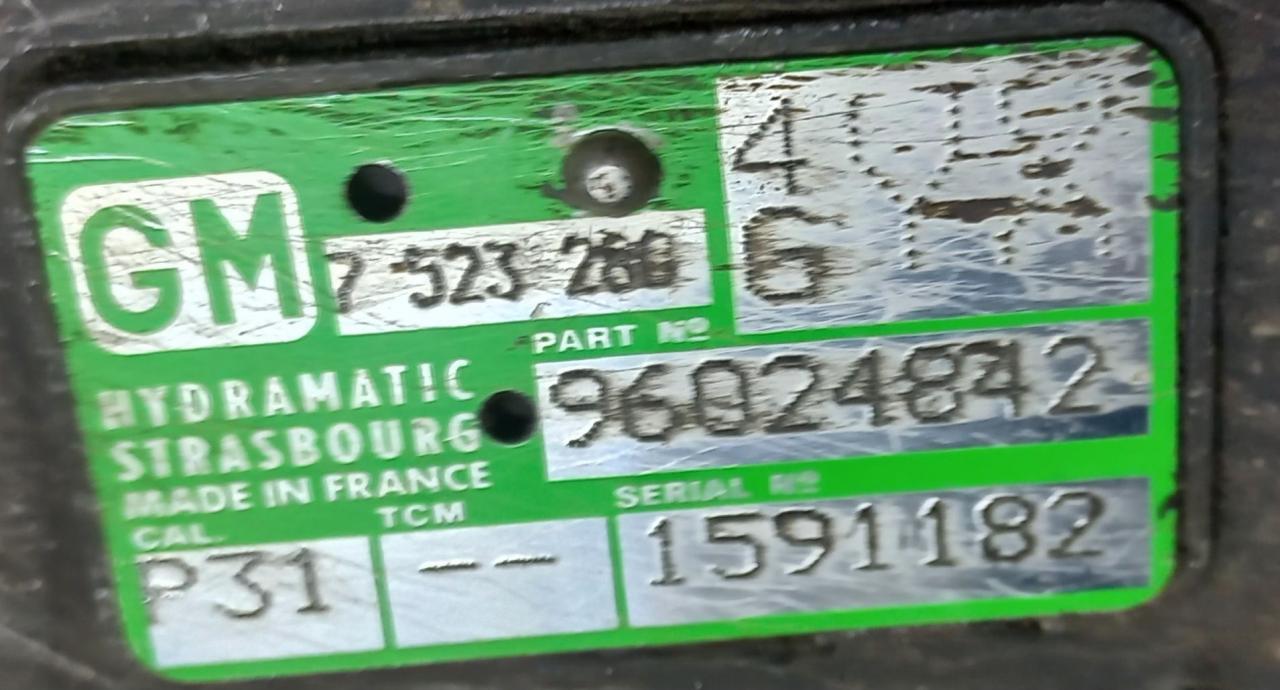 GM
7 523 260
4
6
PART Nº
96024842
HYDRAMATIC
STRASBOURG
MADE IN FRANCE
CAL.
TCM
SERIAL Nº
P31
-- 
1591182